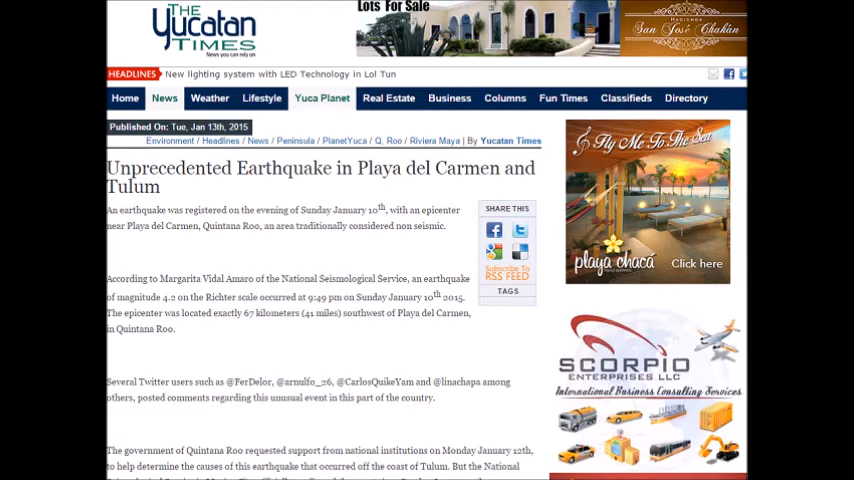 THE
Yucatan
TIMES
News you can rely on
Lots For Sale
HACIENDA
SAN JOSÉ CHAKÁN
HEADLINES New lighting system with LED Technology in Lol Tun
Home News Weather Lifestyle Yuca Planet Real Estate Business Columns Fun Times Classifieds Directory
Published On: Tue, Jan 13th, 2015
Environment / Headlines / News / Peninsula / PlanetYuca / Q. Roo / Riviera Maya | By Yucatan Times
Unprecedented Earthquake in Playa del Carmen and
Tulum
An earthquake was registered on the evening of Sunday January 10th, with an epicenter
near Playa del Carmen, Quintana Roo, an area traditionally considered non seismic.
According to Margarita Vidal Amaro of the National Seismological Service, an earthquake
of magnitude 4.2 on the Richter scale occurred at 9:49 pm on Sunday January 10th 2015.
The epicenter was located exactly 67 kilometers (41 miles) southwest of Playa del Carmen,
in Quintana Roo.
Several Twitter users such as @FerDelor, @arnulfo_26, @CarlosQuikeYam and @linachapa among
others, posted comments regarding this unusual event in this part of the country.
The government of Quintana Roo requested support from national institutions on Monday January 12th,
to help determine the causes of this earthquake that occurred off the coast of Tulum. But the National
SHARE THIS
Subscribe To
RSS FEED
TAGS
Fly Me To The Sea
playa chacá
Click here
SCORPIO
ENTERPRISES LLC
International Business Consulting Services